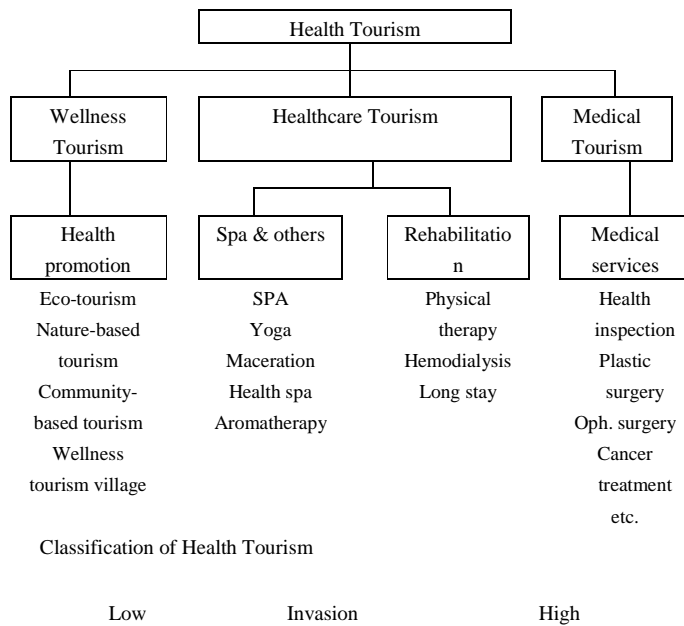 Health Tourism
Wellness
Tourism
Healthcare Tourism
Medical
Tourism
Health
promotion
Spa & others
Rehabilitatio
n
Medical
services
Eco-tourism
Nature-based
tourism
Community-
based tourism
Wellness
tourism village
SPA
Yoga
Maceration
Health spa
Aromatherapy
Physical
therapy
Hemodialysis
Long stay
Health
inspection
Plastic
surgery
Oph. surgery
Cancer
treatment
etc.
Classification of Health Tourism
Low Invasion High